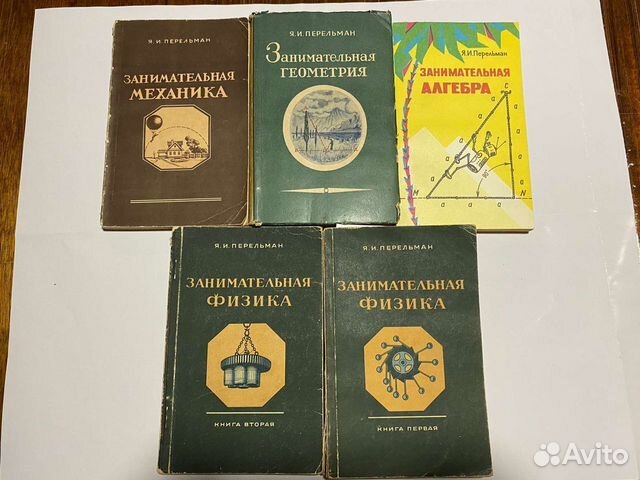 Я. И. ПЕРЕЛЬМАН
ЗАНИМАТЕЛЬНАЯ
МЕХАНИКА
Я. И. ПЕРЕЛЬМАН
Занимательная
ГЕОМЕТРИЯ
Я.И.Перельман
ЗАНИМАТЕЛЬНАЯ
АЛГЕБРА
C
a
a
a
a
a
a
a
a
90°
M
N
a
a
a
a
Я. И. ПЕРЕЛЬМАН
ЗАНИМАТЕЛЬНАЯ
ФИЗИКА
КНИГА ВТОРАЯ
Я. И. ПЕРЕЛЬМАН
ЗАНИМАТЕЛЬНАЯ
ФИЗИКА
КНИГА ПЕРВАЯ
Avito